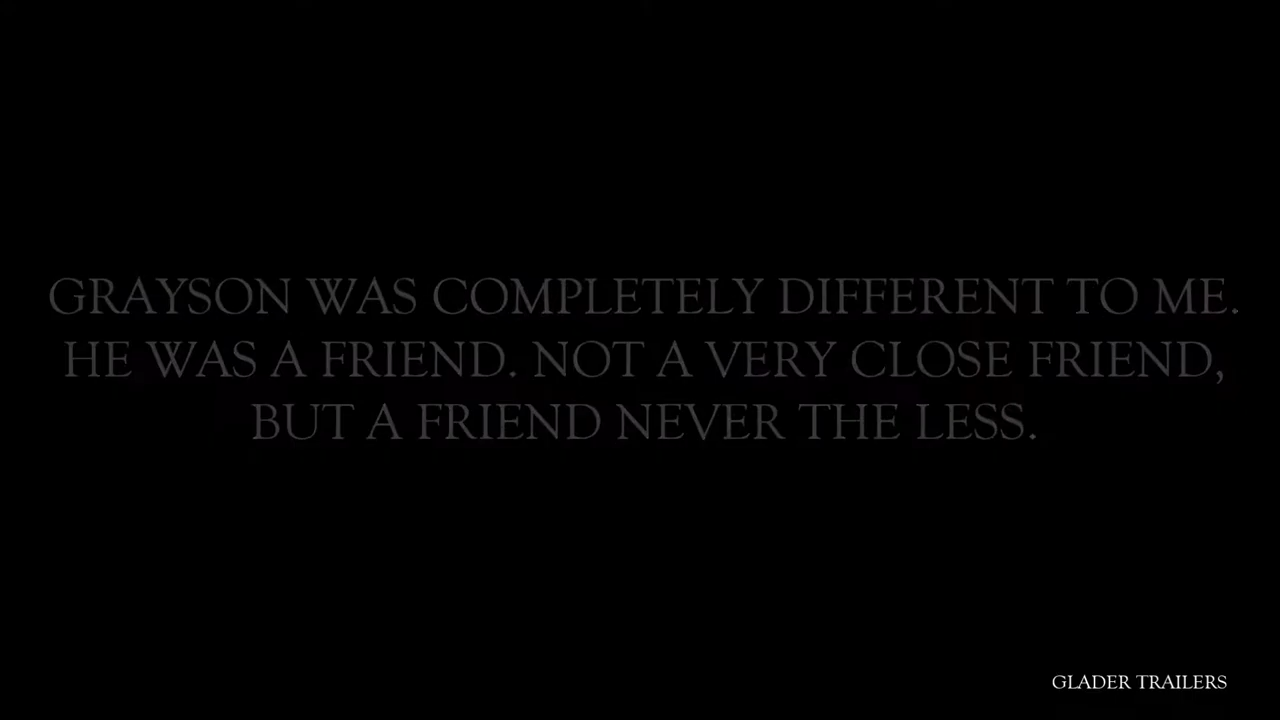 GRAYSON WAS COMPLETELY DIFFERENT TO ME.
HE WAS A FRIEND. NOT A VERY CLOSE FRIEND,
BUT A FRIEND NEVER THE LESS.
GLADER TRAILERS